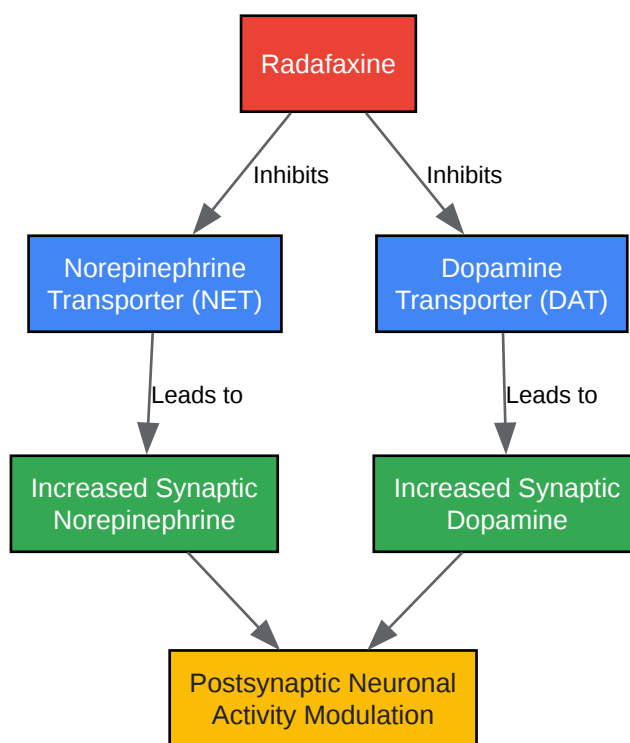 Radafaxine
Inhibits
Inhibits
Norepinephrine
Transporter (NET)
Dopamine
Transporter (DAT)
Leads to
Leads to
Increased Synaptic
Norepinephrine
Increased Synaptic
Dopamine
Postsynaptic Neuronal
Activity Modulation